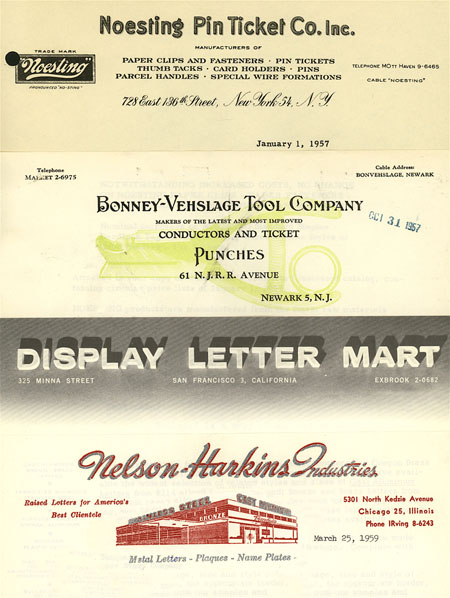 Noesting Pin Ticket Co. Inc.
MANUFACTURERS OF
TRADE MARK
"Noesting"
PRONOUNCED "NO-STING"
PAPER CLIPS AND FASTENERS · PIN TICKETS
THUMB TACKS · CARD HOLDERS · PINS
PARCEL HANDLES · SPECIAL WIRE FORMATIONS
TELEPHONE MOTT HAVEN 9-6465
CABLE "NOESTING"
728 East 136th Street, New York 54, N. Y.
January 1, 1957
Telephone
MARKET 2-6975
Cable Address:
BONVEHSLAGE, NEWARK
BONNEY-VEHSLAGE TOOL COMPANY
MAKERS OF THE LATEST AND MOST IMPROVED
CONDUCTORS AND TICKET
PUNCHES
61 N.J.R.R. AVENUE
NEWARK 5, N.J.
OCT 31 1957
DISPLAY LETTER MART
325 MINNA STREET
SAN FRANCISCO 3, CALIFORNIA
EXBROOK 2-0682
Nelson-Harkins Industries
Raised Letters for America's
Best Clientele
STAINLESS STEEL
CAST ALUMINUM
BRONZE
5301 North Kedzie Avenue
Chicago 25, Illinois
Phone IRving 8-6243
March 25, 1959
Metal Letters - Plaques - Name Plates -